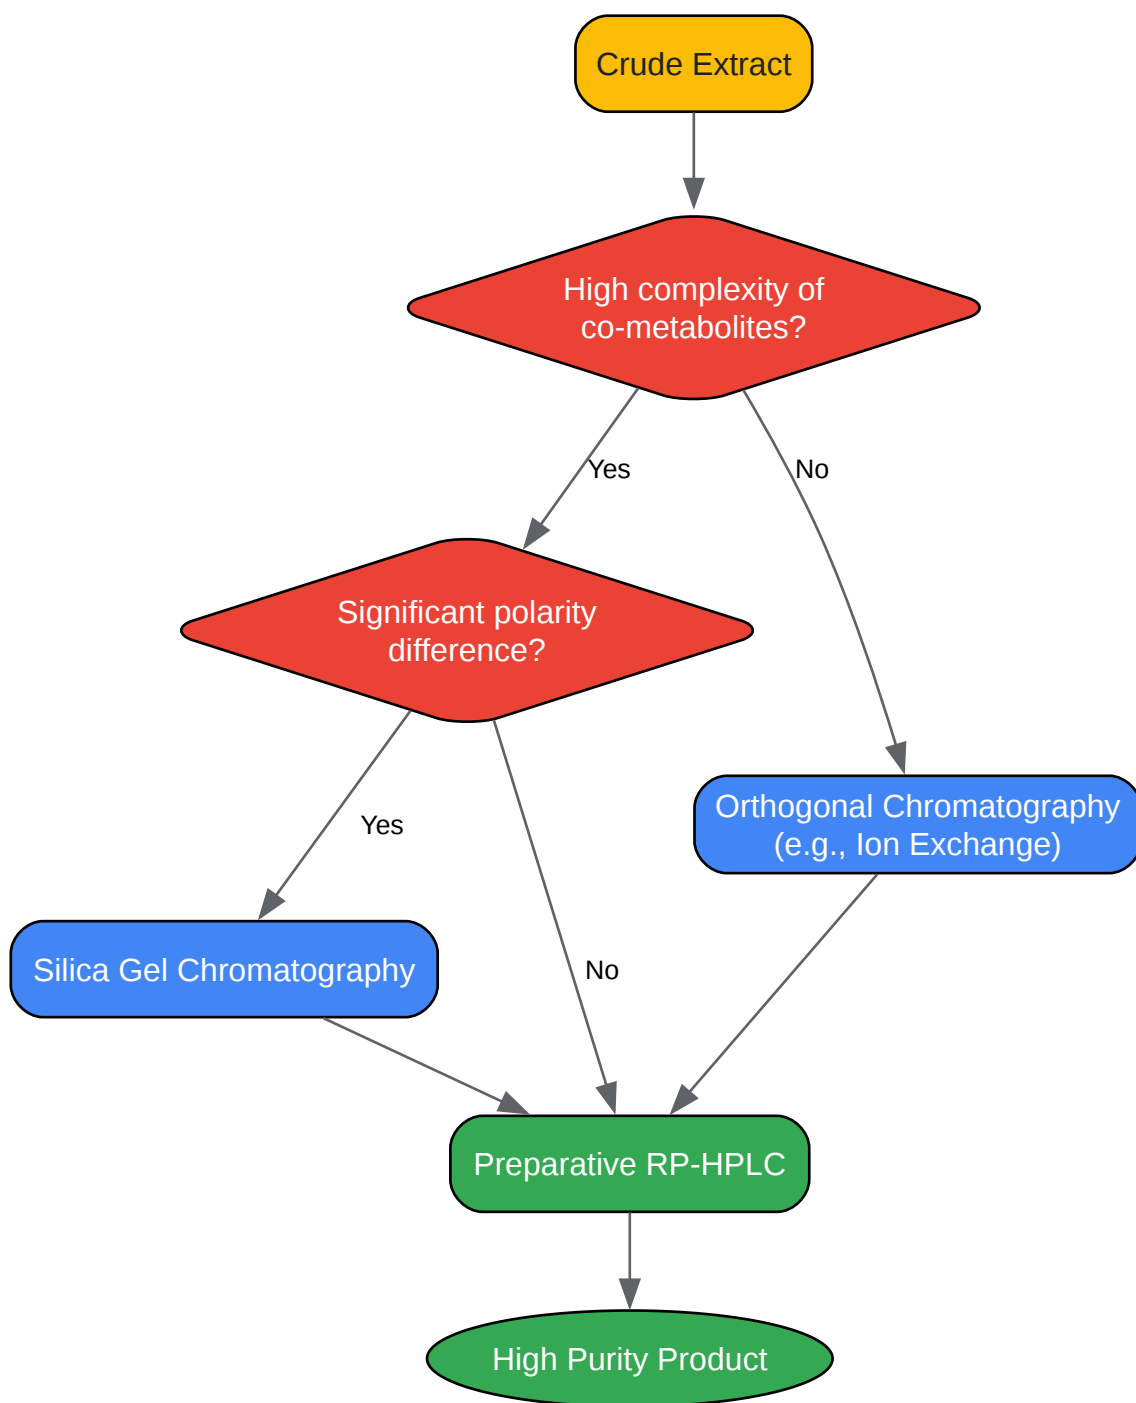 Crude Extract
High complexity of
co-metabolites?
Yes
No
Significant polarity
difference?
Orthogonal Chromatography
(e.g., Ion Exchange)
Yes
Silica Gel Chromatography
No
Preparative RP-HPLC
High Purity Product